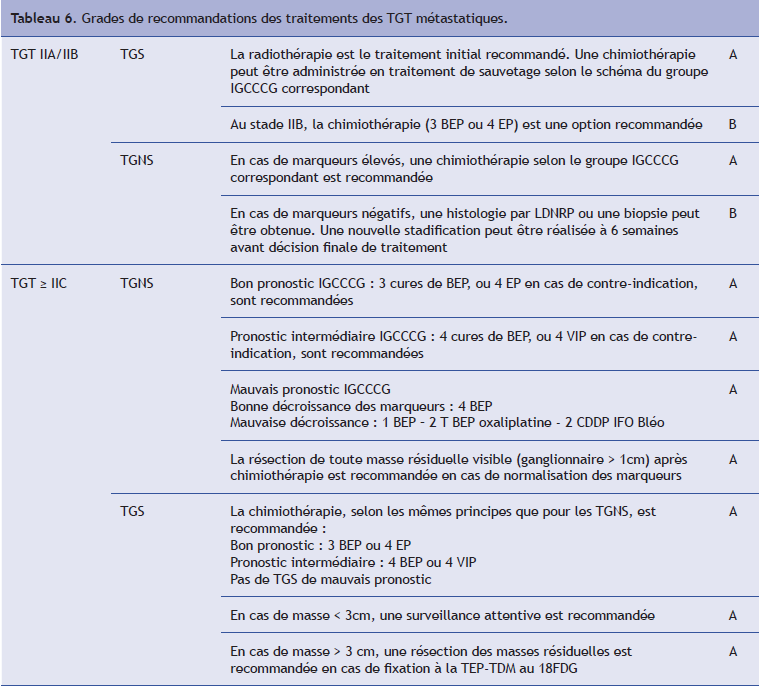 Tableau 6. Grades de recommandations des traitements des TGT métastatiques.
TGT IIA/IIB TGS La radiothérapie est le traitement initial recommandé. Une chimiothérapie A
peut être administrée en traitement de sauvetage selon le schéma du groupe
IGCCCG correspondant
Au stade IIB, la chimiothérapie (3 BEP ou 4 EP) est une option recommandée B
TGNS En cas de marqueurs élevés, une chimiothérapie selon le groupe IGCCCG A
correspondant est recommandée
En cas de marqueurs négatifs, une histologie par LDNRP ou une biopsie peut B
être obtenue. Une nouvelle stadification peut être réalisée à 6 semaines
avant décision finale de traitement
TGT ≥ IIC TGNS Bon pronostic IGCCCG : 3 cures de BEP, ou 4 EP en cas de contre-indication, A
sont recommandées
Pronostic intermédiaire IGCCCG : 4 cures de BEP, ou 4 VIP en cas de contre- A
indication, sont recommandées
Mauvais pronostic IGCCCG A
Bonne décroissance des marqueurs : 4 BEP
Mauvaise décroissance : 1 BEP - 2 T BEP oxaliplatine - 2 CDDP IFO Bléo
La résection de toute masse résiduelle visible (ganglionnaire > 1cm) après A
chimiothérapie est recommandée en cas de normalisation des marqueurs
TGS La chimiothérapie, selon les mêmes principes que pour les TGNS, est A
recommandée :
Bon pronostic : 3 BEP ou 4 EP
Pronostic intermédiaire : 4 BEP ou 4 VIP
Pas de TGS de mauvais pronostic
En cas de masse < 3cm, une surveillance attentive est recommandée A
En cas de masse > 3 cm, une résection des masses résiduelles est A
recommandée en cas de fixation à la TEP-TDM au 18FDG